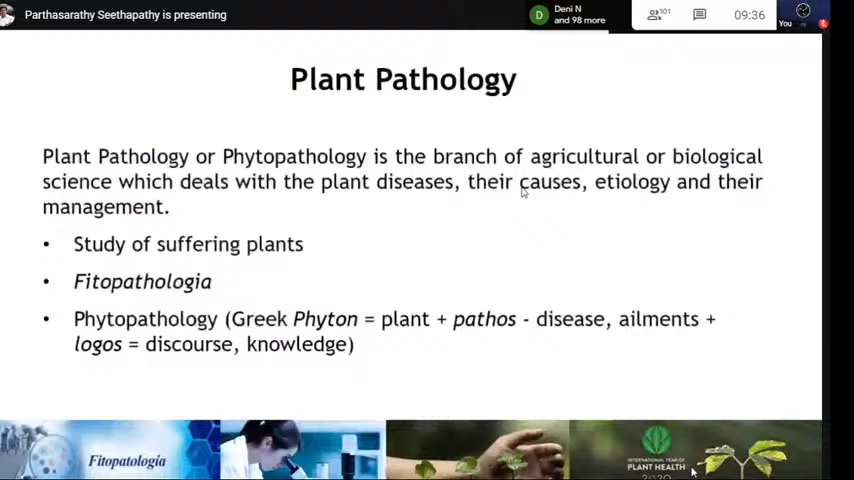 Parthasarathy Seethapathy is presenting
D
Deni N
and 98 more
101
09:36
You
Plant Pathology
Plant Pathology or Phytopathology is the branch of agricultural or biological
science which deals with the plant diseases, their causes, etiology and their
management.
• Study of suffering plants
• Fitopathologia
• Phytopathology (Greek Phyton = plant + pathos - disease, ailments +
logos = discourse, knowledge)
Fitopatologia
INTERNATIONAL YEAR OF
PLANT HEALTH
2020